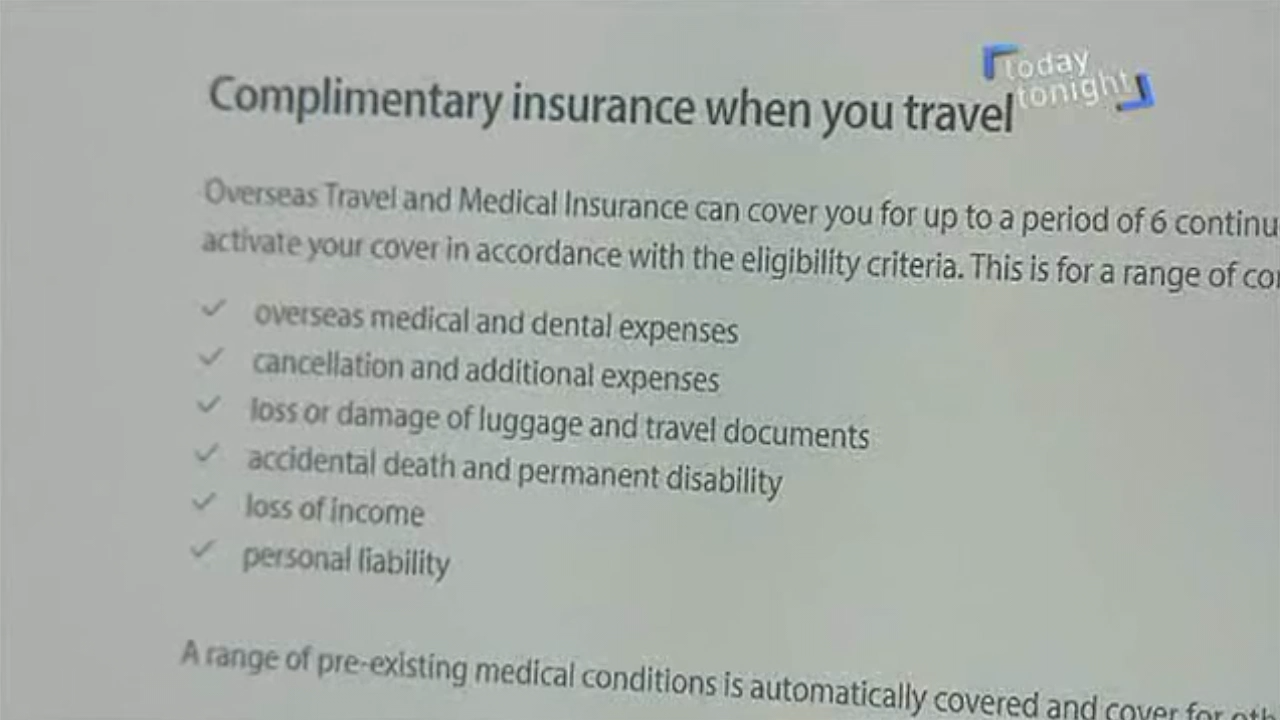 today
tonight
Complimentary insurance when you travel
Overseas Travel and Medical Insurance can cover you for up to a period of 6
activate your cover in accordance with the eligibility criteria. This is for a range of
overseas medical and dental expenses
cancellation and additional expenses
loss or damage of luggage and travel documents
accidental death and permanent disability
loss of income
personal liability
A range of pre-existing medical conditions is automatically covered and cover for